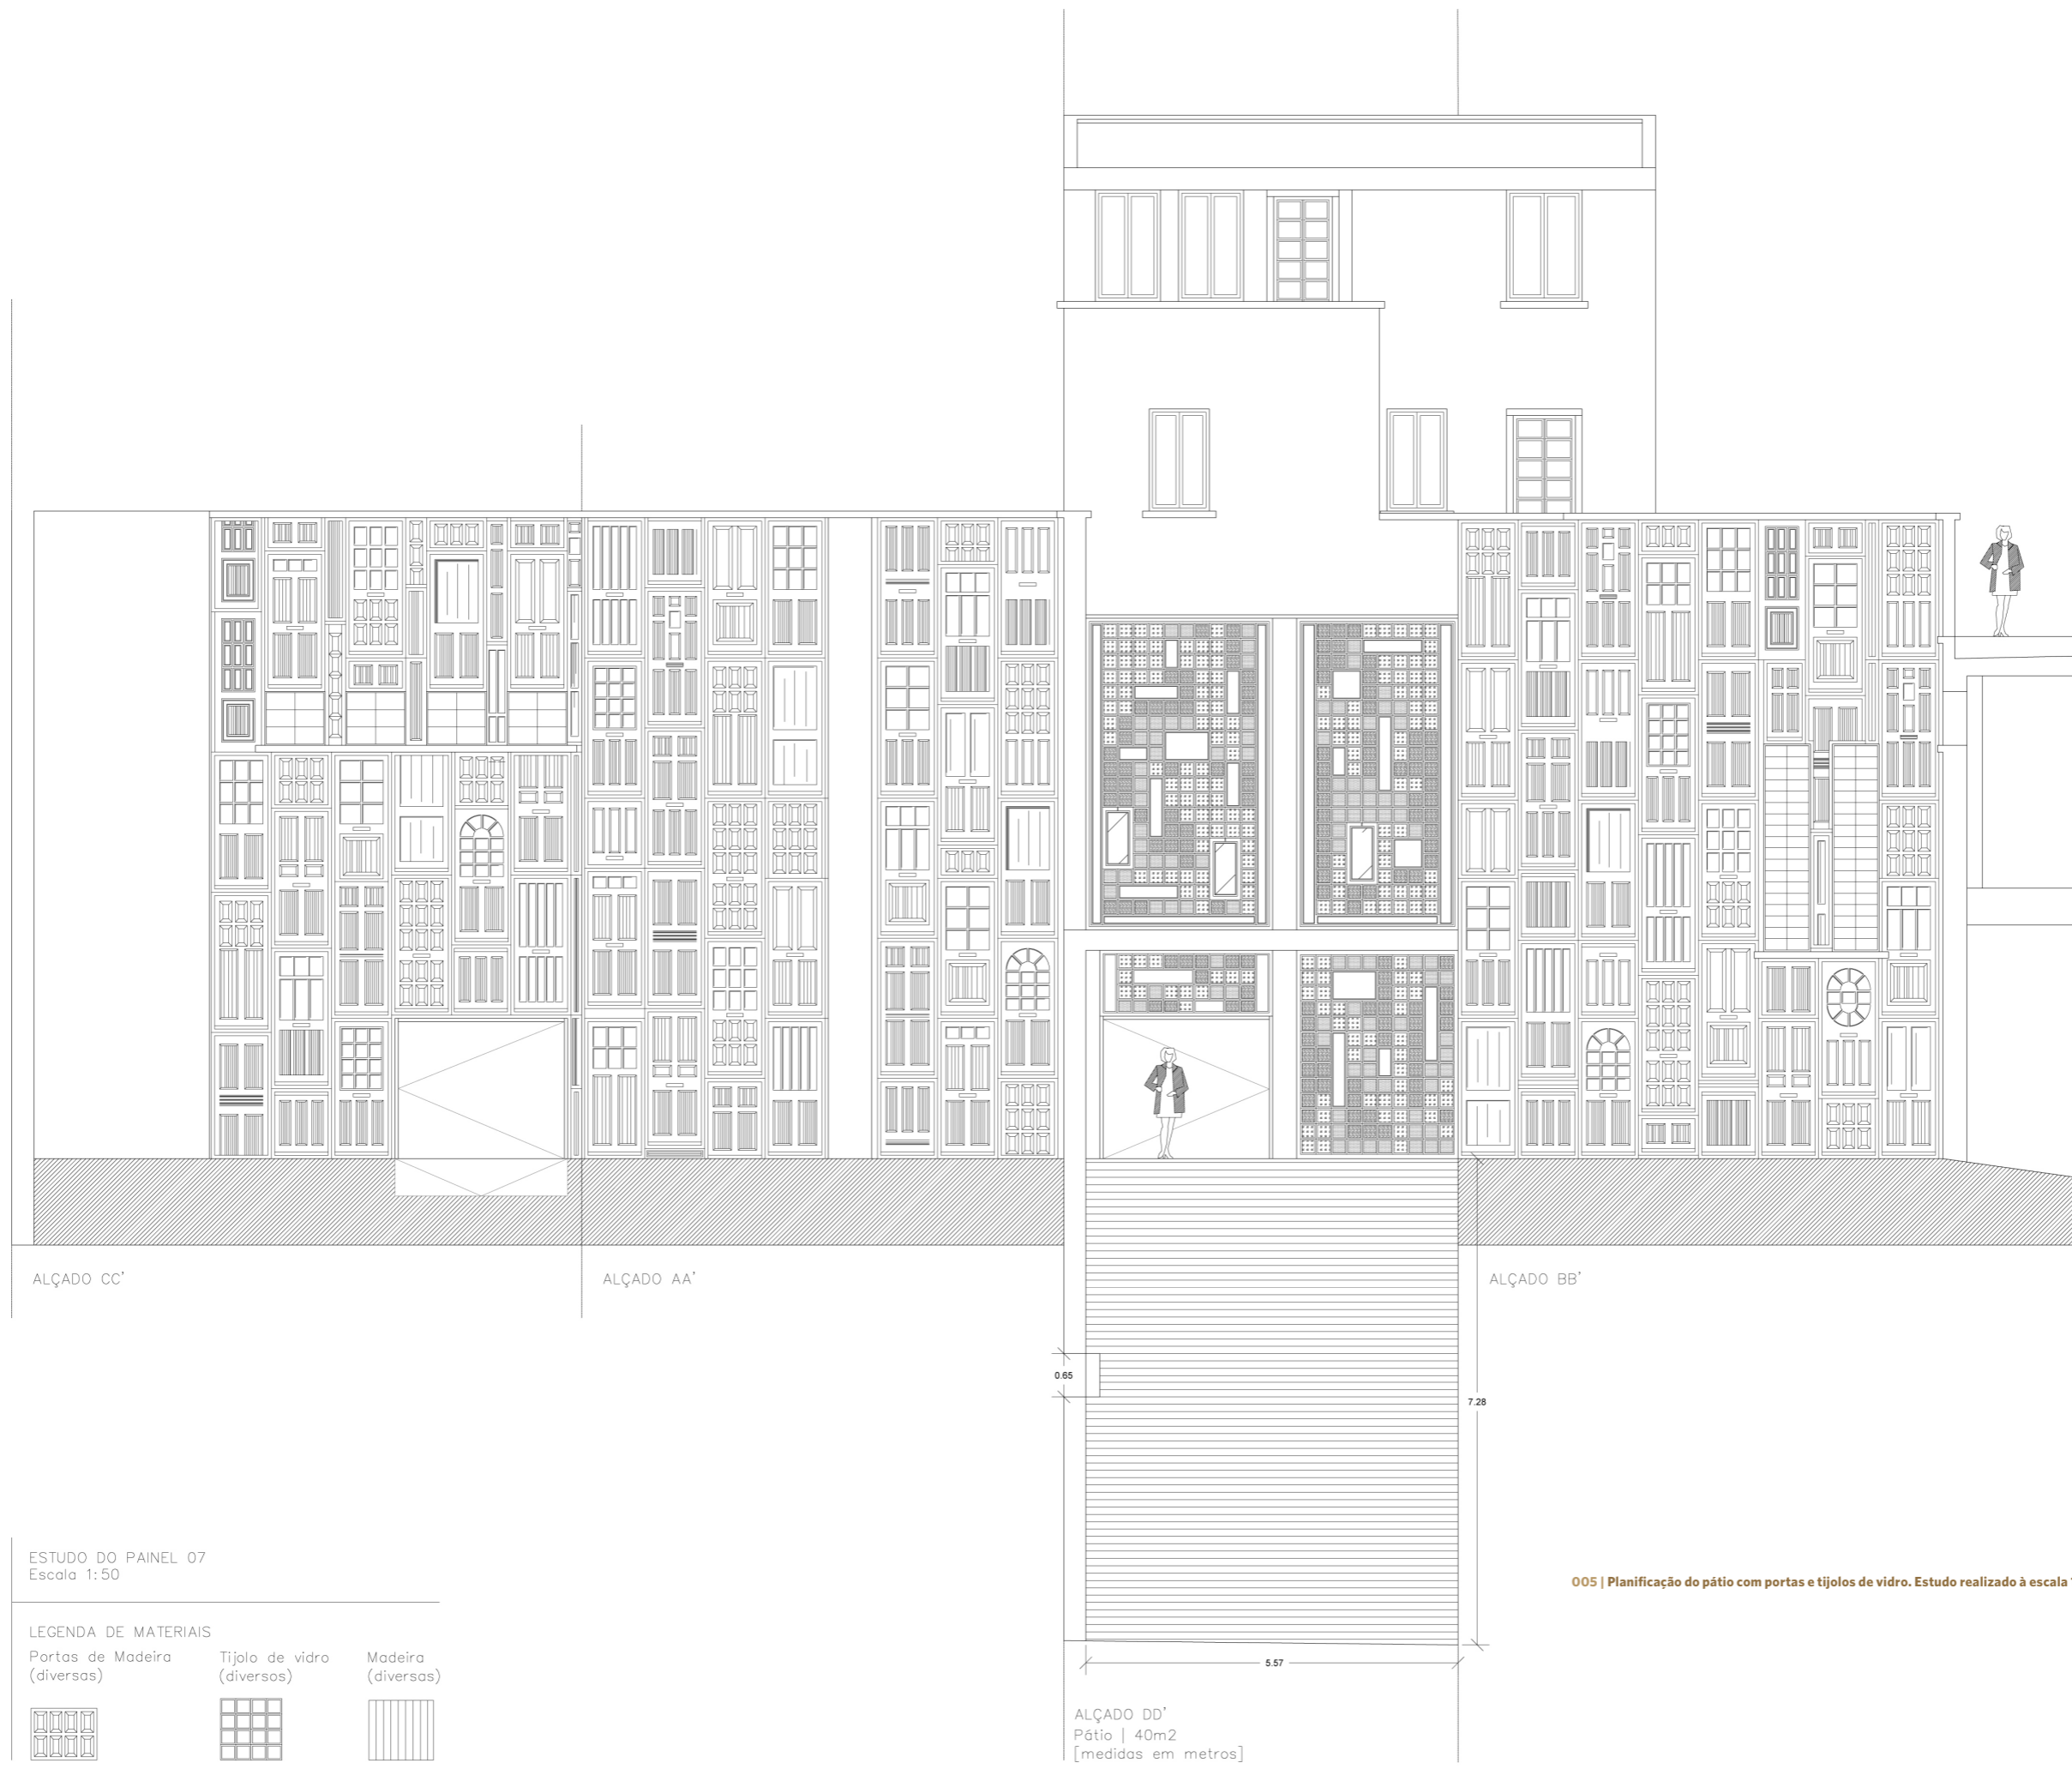 ALÇADO CC'
ALÇADO AA'
ALÇADO BB'
0.65
7.28
5.57
ALÇADO DD'
Pátio | 40m2
[medidas em metros]
ESTUDO DO PAINEL 07
Escala 1:50
LEGENDA DE MATERIAIS
Portas de Madeira
(diversas)
Tijolo de vidro
(diversos)
Madeira
(diversas)
005 | Planificação do pátio com portas e tijolos de vidro. Estudo realizado à escala